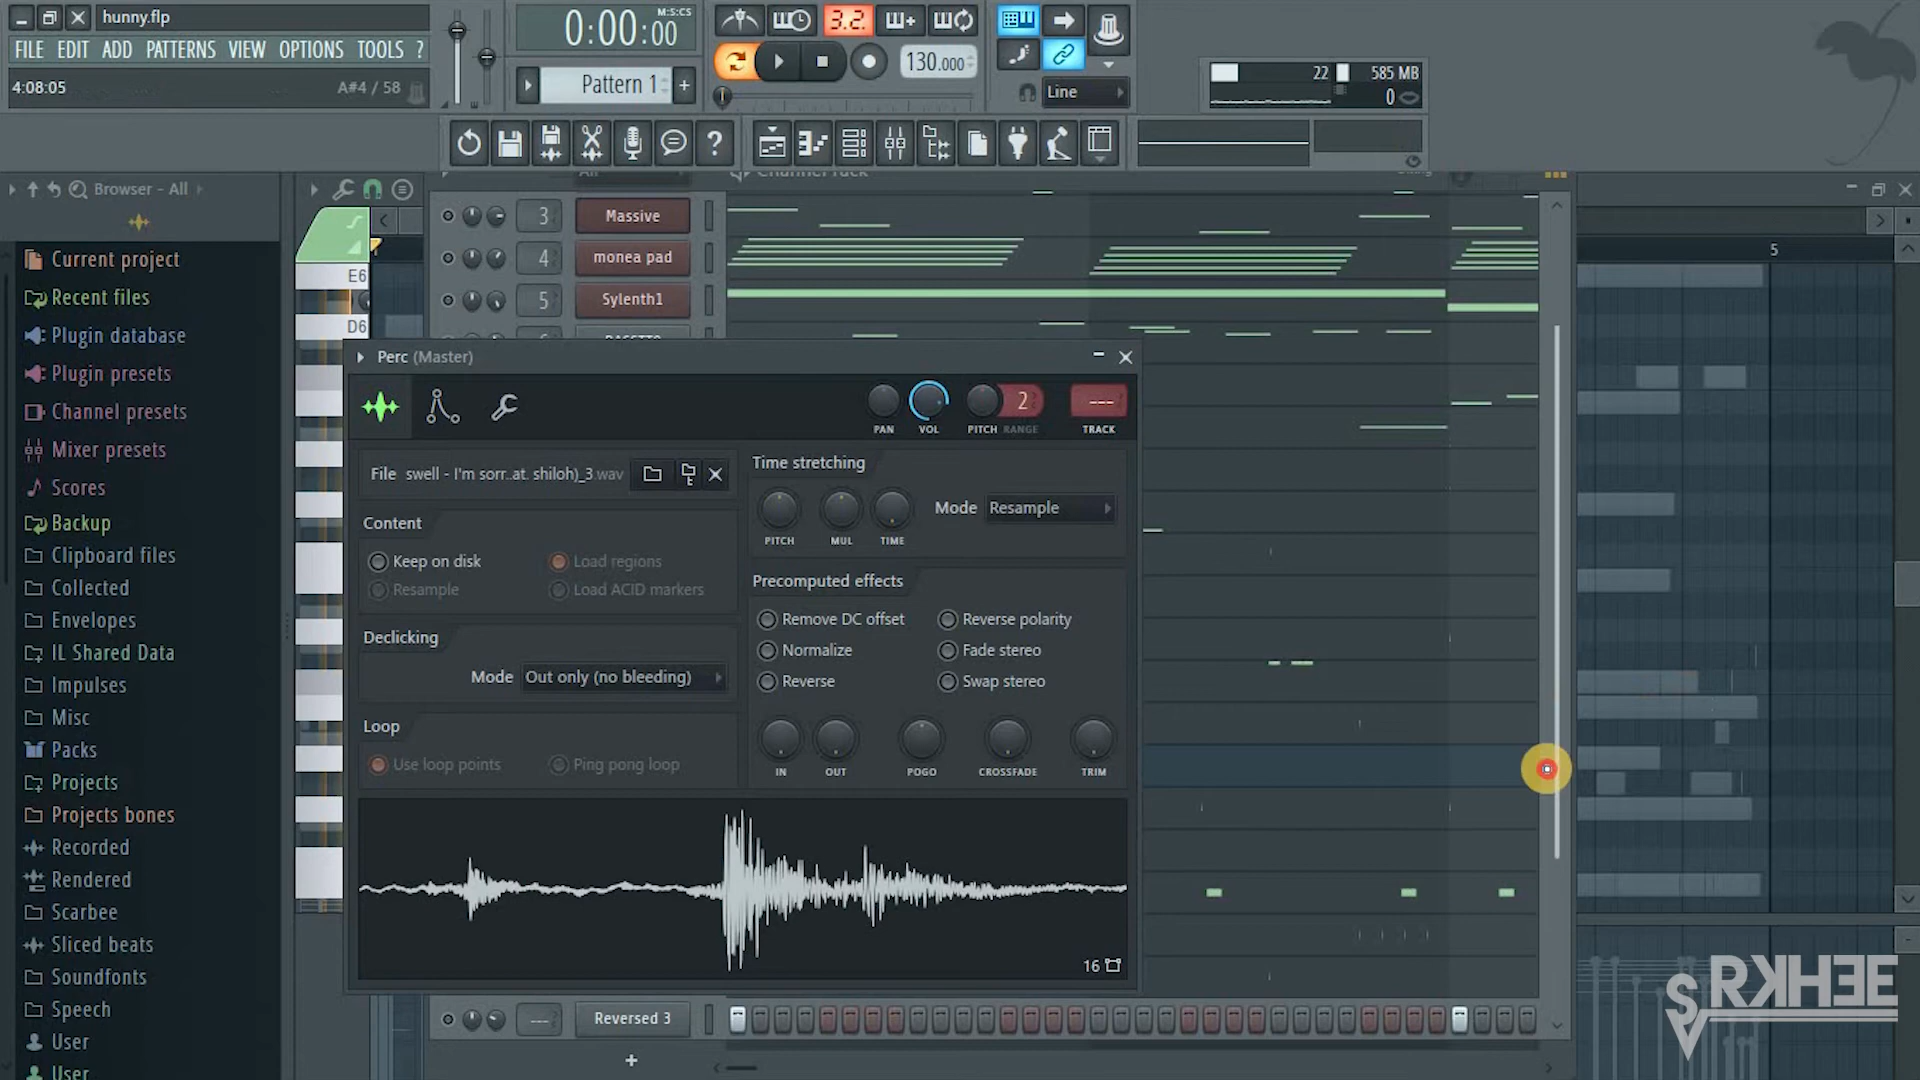 hunny.flp
FILE EDIT ADD PATTERNS VIEW OPTIONS TOOLS ?
4:08:05 A#4 / 58
0:00:00 M:S:CS
Pattern 1 +
3.2.
130.000
Line
22 585 MB
0
Browser - All
Current project
Recent files
Plugin database
Plugin presets
Channel presets
Mixer presets
Scores
Backup
Clipboard files
Collected
Envelopes
IL Shared Data
Impulses
Misc
Packs
Projects
Projects bones
Recorded
Rendered
Scarbee
Sliced beats
Soundfonts
Speech
User
User
E6
D6
Channel rack
3 Massive
4 monea pad
5 Sylenth1
5
Perc (Master)
PAN VOL PITCH RANGE TRACK
2 ---
File swell - I'm sorr..at. shiloh)_3.wav
Content
Keep on disk
Load regions
Resample
Load ACID markers
Declicking
Mode Out only (no bleeding)
Loop
Use loop points
Ping pong loop
Time stretching
PITCH MUL TIME
Mode Resample
Precomputed effects
Remove DC offset
Reverse polarity
Normalize
Fade stereo
Reverse
Swap stereo
IN OUT POGO CROSSFADE TRIM
16
--- Reversed 3
+